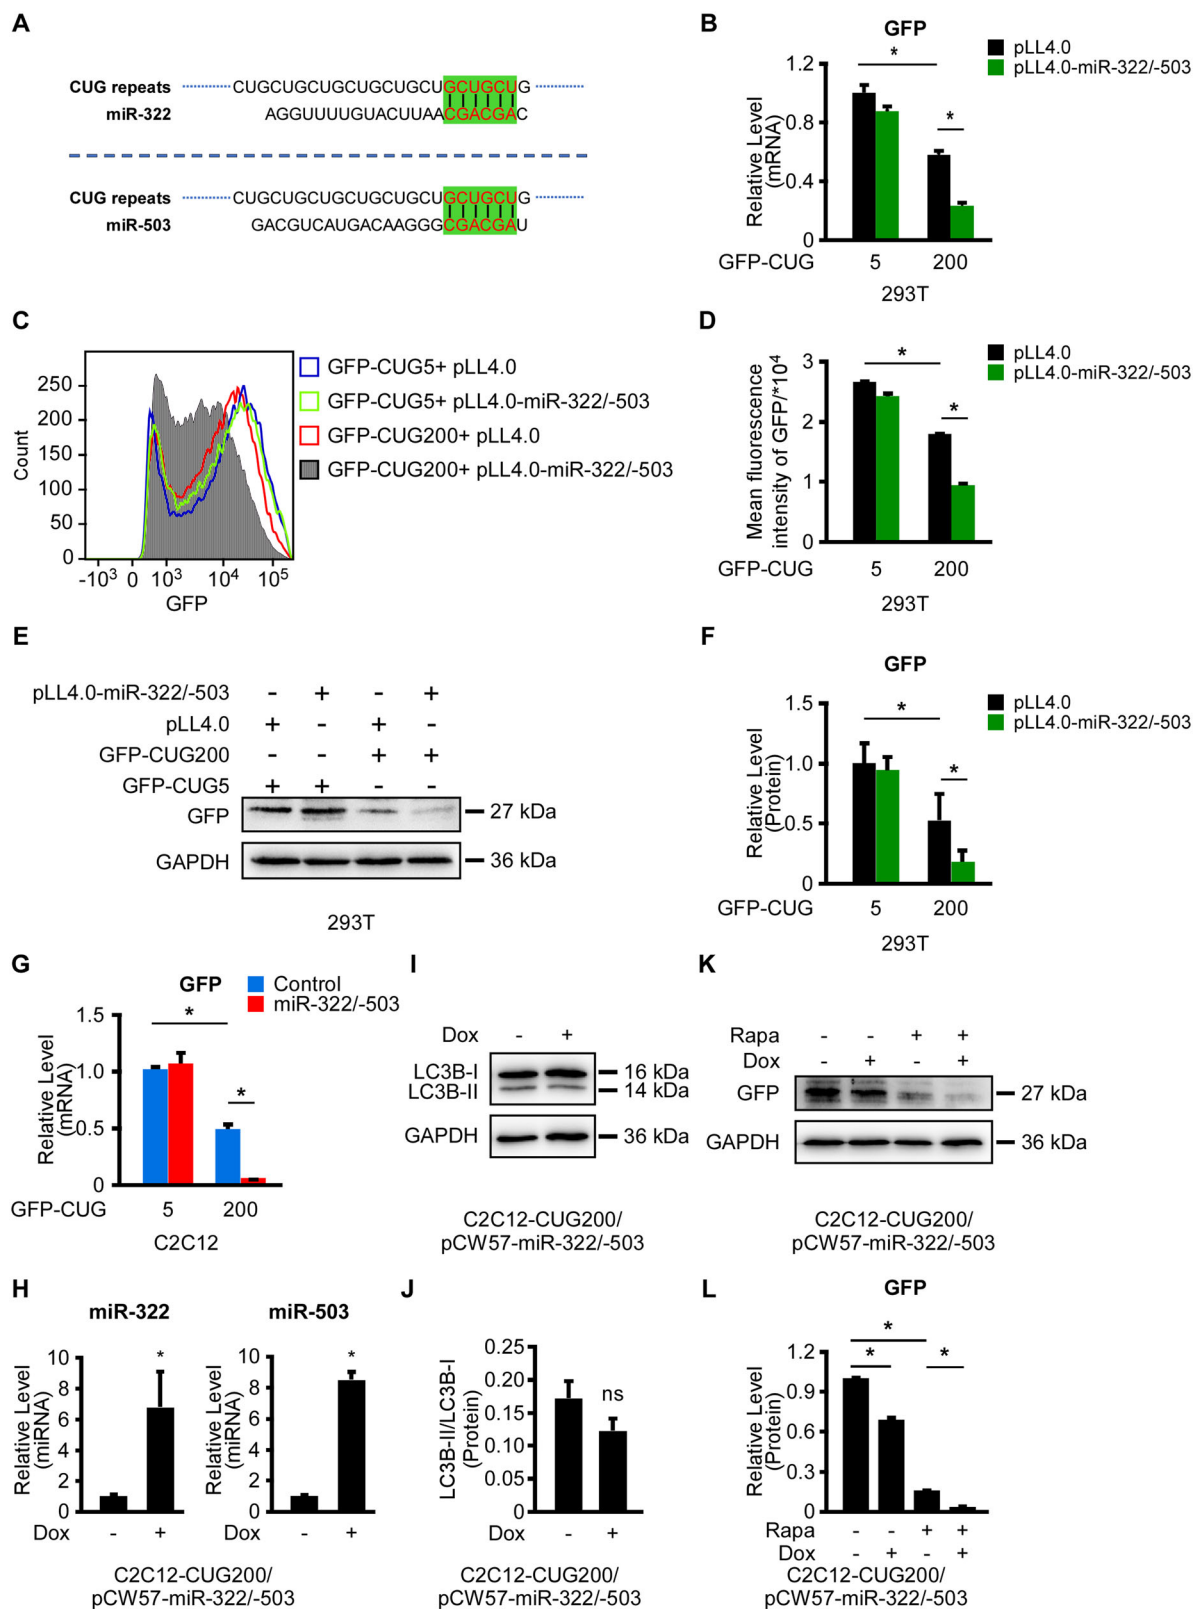 A
CUG repeats CUGCUGCUGCUGCUGCUGCUGCUG
miR-322 AGGUUUUGUACUUAACGACGAC
CUG repeats CUGCUGCUGCUGCUGCUGCUGCUG
miR-503 GACGUCAUGACAAGGGCGACGAU
B
GFP
pLL4.0
pLL4.0-miR-322/-503
Relative Level
(mRNA)
1.2
0.8
0.4
0
*
*
GFP-CUG 5 200
293T
C
Count
250
200
150
100
50
0
-10³ 0 10³ 10⁴ 10⁵
GFP
GFP-CUG5+ pLL4.0
GFP-CUG5+ pLL4.0-miR-322/-503
GFP-CUG200+ pLL4.0
GFP-CUG200+ pLL4.0-miR-322/-503
D
pLL4.0
pLL4.0-miR-322/-503
Mean fluorescence
intensity of GFP/*10⁴
3
2
1
0
*
*
GFP-CUG 5 200
293T
E
pLL4.0-miR-322/-503 - + - +
pLL4.0 + - + -
GFP-CUG200 - - + +
GFP-CUG5 + + - -
GFP 27 kDa
GAPDH 36 kDa
293T
F
GFP
pLL4.0
pLL4.0-miR-322/-503
Relative Level
(Protein)
1.5
1.0
0.5
0
*
*
GFP-CUG 5 200
293T
G
GFP
Control
miR-322/-503
Relative Level
(mRNA)
1.5
1.0
0.5
0
*
*
GFP-CUG 5 200
C2C12
I
Dox - +
LC3B-I 16 kDa
LC3B-II 14 kDa
GAPDH 36 kDa
C2C12-CUG200/
pCW57-miR-322/-503
K
Rapa - - + +
Dox - + - +
GFP 27 kDa
GAPDH 36 kDa
C2C12-CUG200/
pCW57-miR-322/-503
H
miR-322
Relative Level
(miRNA)
10
8
6
4
2
0
*
Dox - +
miR-503
Relative Level
(miRNA)
10
8
6
4
2
0
*
Dox - +
C2C12-CUG200/
pCW57-miR-322/-503
J
LC3B-II/LC3B-I
(Protein)
0.25
0.20
0.15
0.10
0.05
0
ns
Dox - +
C2C12-CUG200/
pCW57-miR-322/-503
L
GFP
Relative Level
(Protein)
1.2
0.9
0.6
0.3
0
*
*
*
Rapa - - + +
Dox - + - +
C2C12-CUG200/
pCW57-miR-322/-503